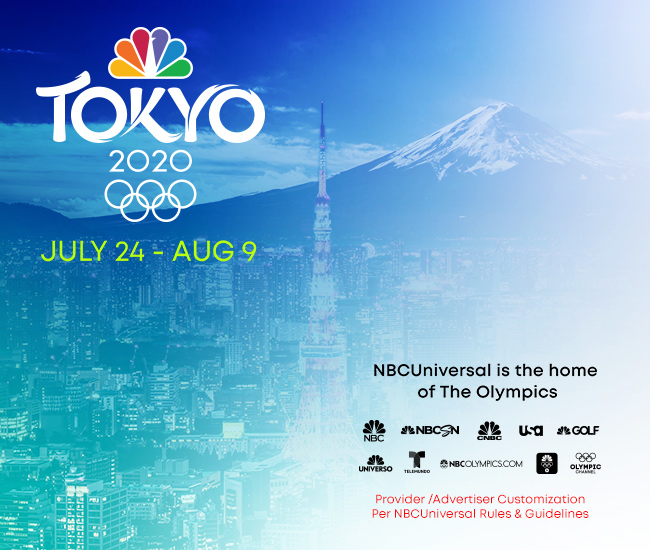 TOKYO
2020
JULY 24 - AUG 9
NBCUniversal is the home
of The Olympics
NBC NBCSN CNBC USA GOLF
UNIVERSO TELEMUNDO NBCOLYMPICS.COM OLYMPIC CHANNEL
Provider /Advertiser Customization
Per NBCUniversal Rules & Guidelines